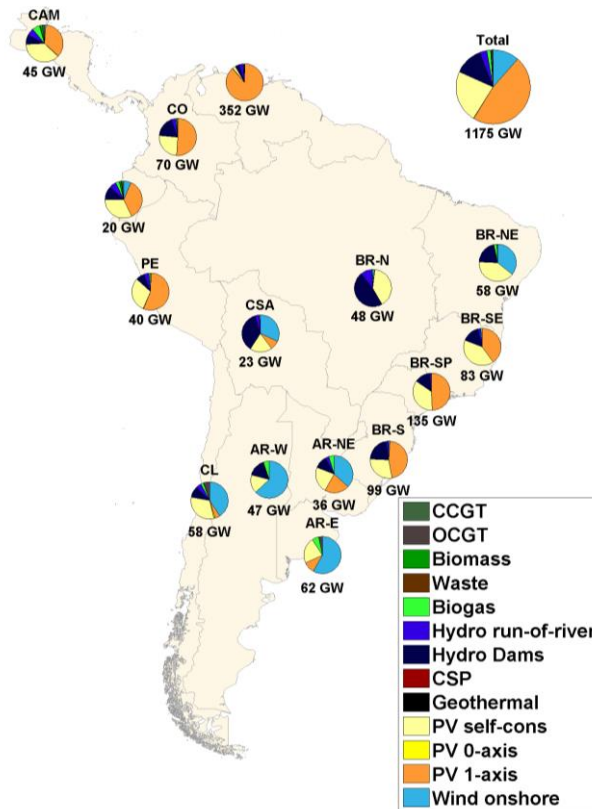 CAM
45 GW
Total
1175 GW
352 GW
CO
70 GW
20 GW
PE
40 GW
BR-N
48 GW
BR-NE
58 GW
CSA
23 GW
BR-SE
83 GW
BR-SP
135 GW
BR-S
99 GW
AR-NE
36 GW
AR-W
47 GW
CL
58 GW
AR-E
62 GW
CCGT
OCGT
Biomass
Waste
Biogas
Hydro run-of-river
Hydro Dams
CSP
Geothermal
PV self-cons
PV 0-axis
PV 1-axis
Wind onshore